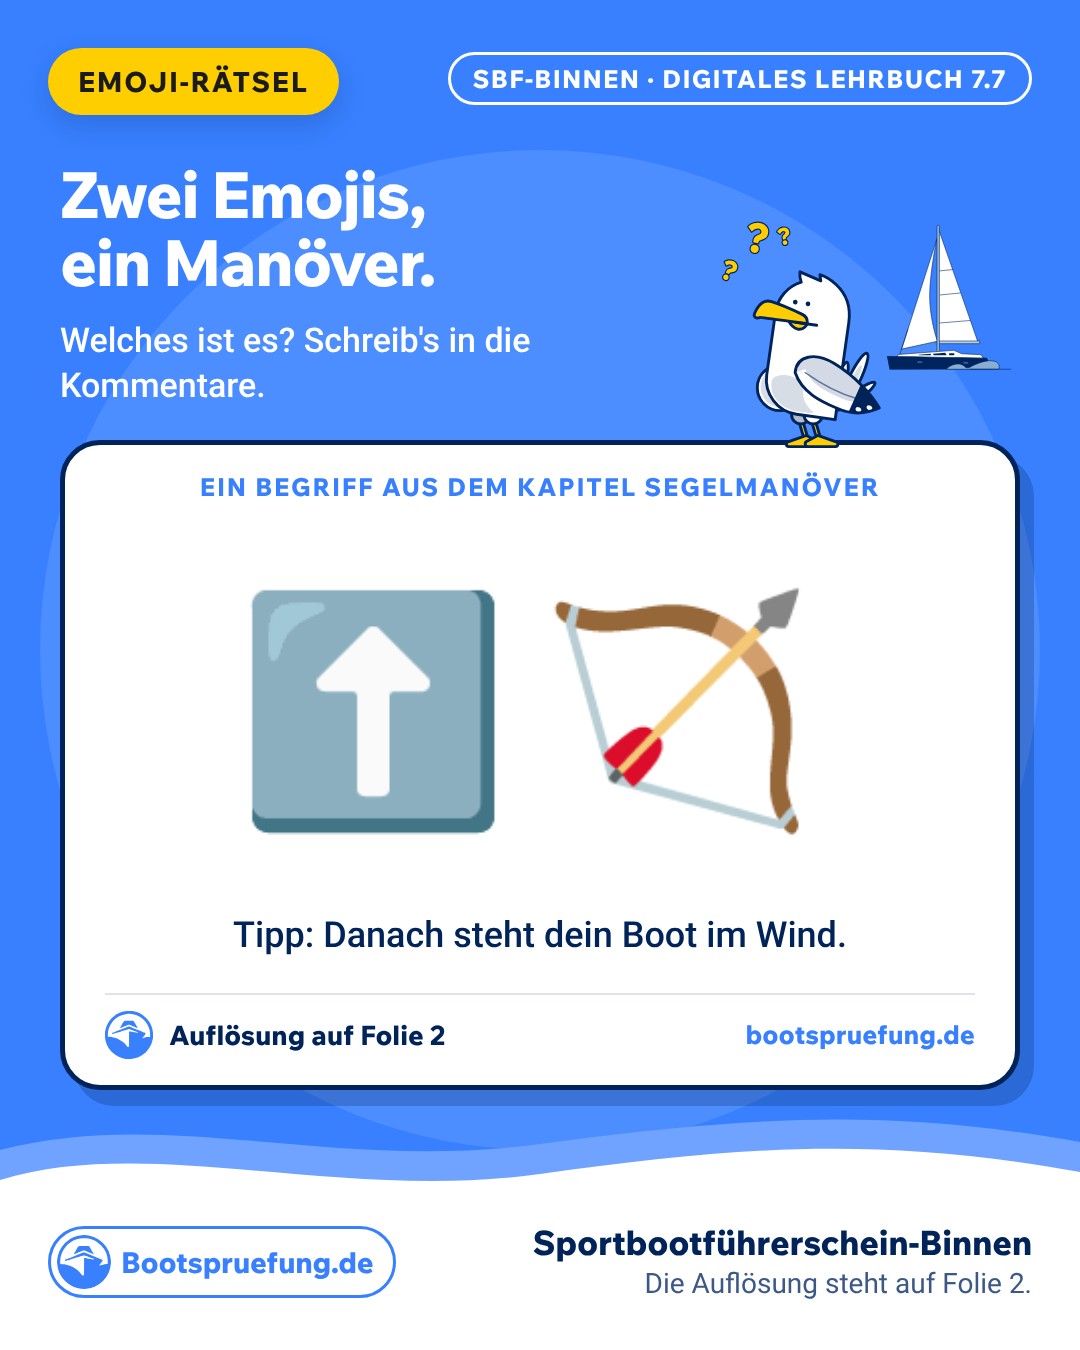 EMOJI-RÄTSEL
SBF-BINNEN · DIGITALES LEHRBUCH 7.7
Zwei Emojis,
ein Manöver.
Welches ist es? Schreib's in die
Kommentare.
? ? ?
EIN BEGRIFF AUS DEM KAPITEL SEGELMANÖVER
Tipp: Danach steht dein Boot im Wind.
Auflösung auf Folie 2
bootspruefung.de
Bootspruefung.de
Sportbootführerschein-Binnen
Die Auflösung steht auf Folie 2.